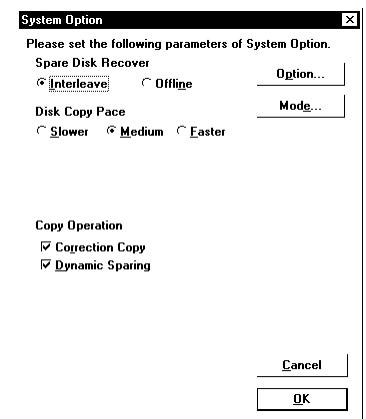 System Option
Please set the following parameters of System Option.
Spare Disk Recover
Interleave Offline
Option...
Disk Copy Pace
Mode...
Slower Medium Faster
Copy Operation
Correction Copy
Dynamic Sparing
Cancel
OK